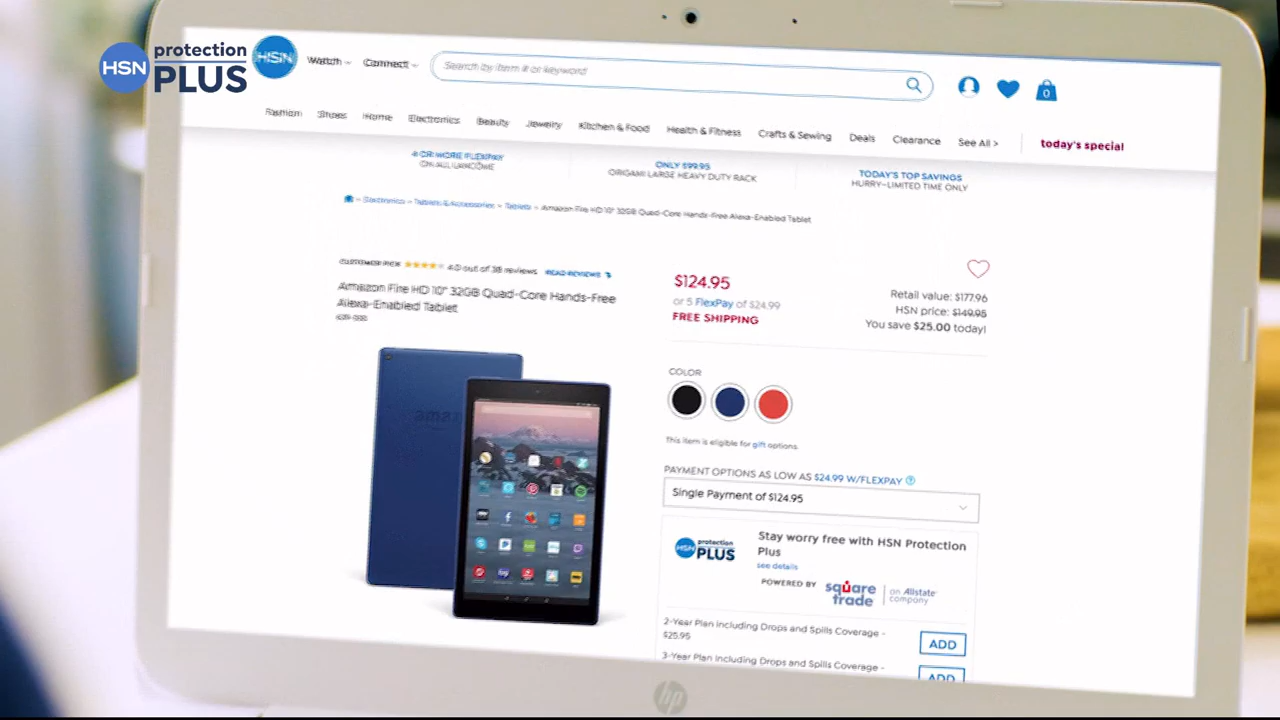 HSN protection PLUS
HSN Watch Connect Search by item # or keyword 0
Fashion Shoes Home Electronics Beauty Jewelry Kitchen & Food Health & Fitness Crafts & Sewing Deals Clearance See All > today's special
4 OR MORE FLEXPAY
ON ALL LANCOME
ONLY $99.95
ORIGAMI LARGE HEAVY DUTY RACK
TODAY'S TOP SAVINGS
HURRY-LIMITED TIME ONLY
Electronics Tablets & Accessories Tablets Amazon Fire HD 10" 32GB Quad-Core Hands-Free Alexa-Enabled Tablet
CUSTOMER PICK 4.0 out of 38 reviews READ REVIEWS
Amazon Fire HD 10" 32GB Quad-Core Hands-Free
Alexa-Enabled Tablet
amaz
$124.95
or 5 FlexPay of $24.99
FREE SHIPPING
Retail value: $177.96
HSN price: $149.95
You save $25.00 today!
COLOR
This item is eligible for gift options.
PAYMENT OPTIONS AS LOW AS $24.99 W/FLEXPAY ?
Single Payment of $124.95
HSN protection PLUS
Stay worry free with HSN Protection
Plus
see details
POWERED BY square trade an Allstate company
2-Year Plan including Drops and Spills Coverage -
$25.95
ADD
3-Year Plan including Drops and Spills Coverage -
ADD
hp